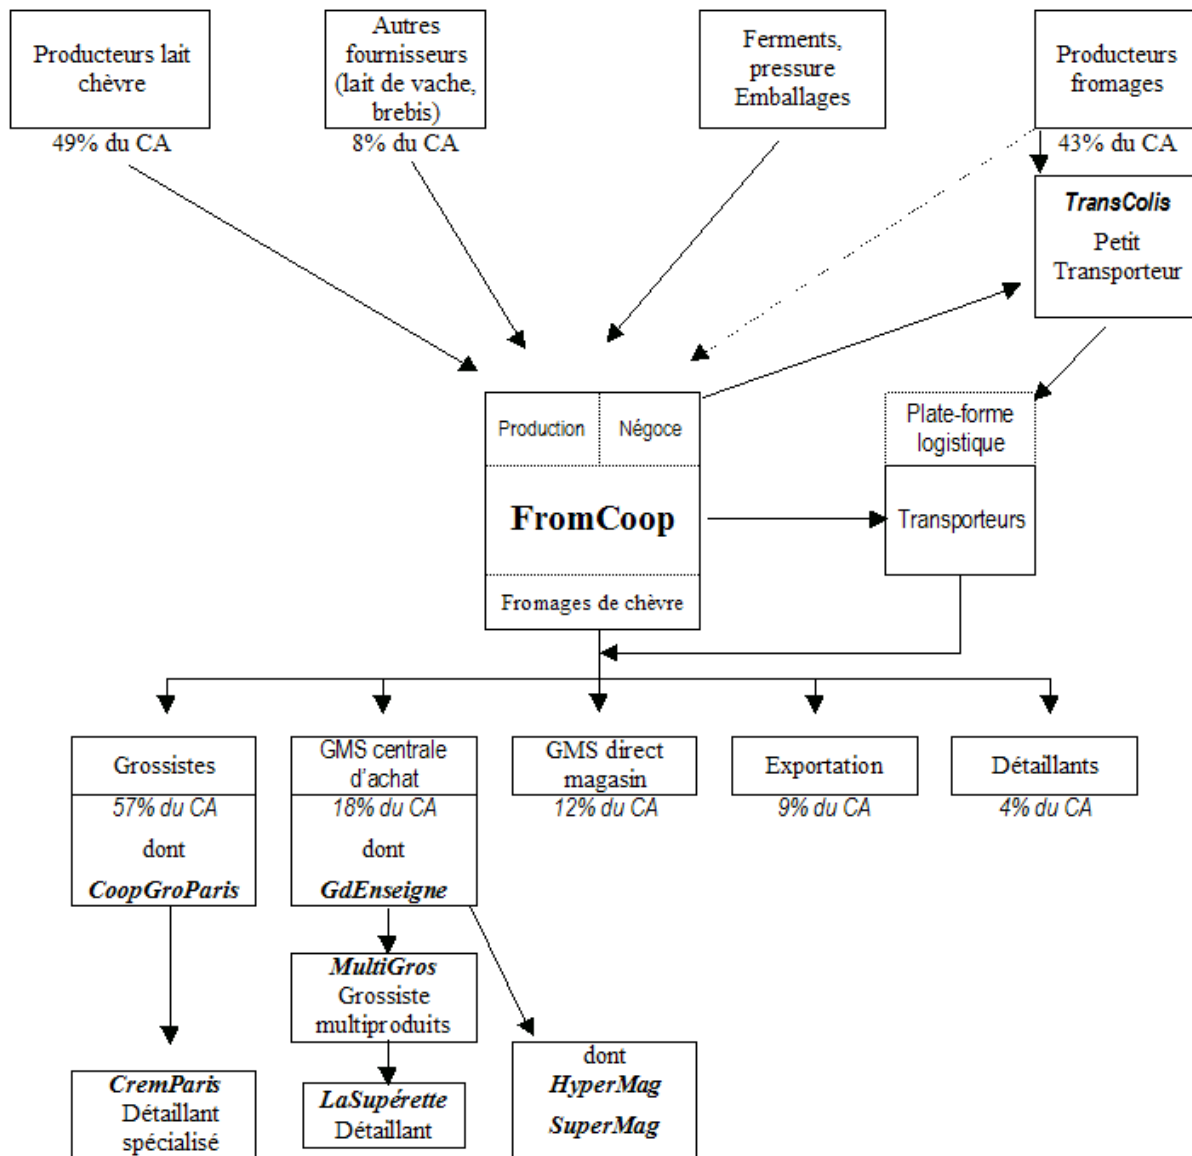 Producteurs lait
chèvre
49% du CA
Autres
fournisseurs
(lait de vache,
brebis)
8% du CA
Ferments,
pressure
Emballages
Producteurs
fromages
43% du CA
TransColis
Petit
Transporteur
Production
Négoce
FromCoop
Fromages de chèvre
Plate-forme
logistique
Transporteurs
Grossistes
57% du CA
dont
CoopGroParis
GMS centrale
d'achat
18% du CA
dont
GdEnseigne
GMS direct
magasin
12% du CA
Exportation
9% du CA
Détaillants
4% du CA
MultiGros
Grossiste
multiproduits
CremParis
Détaillant
spécialisé
LaSupérette
Détaillant
dont
HyperMag
SuperMag